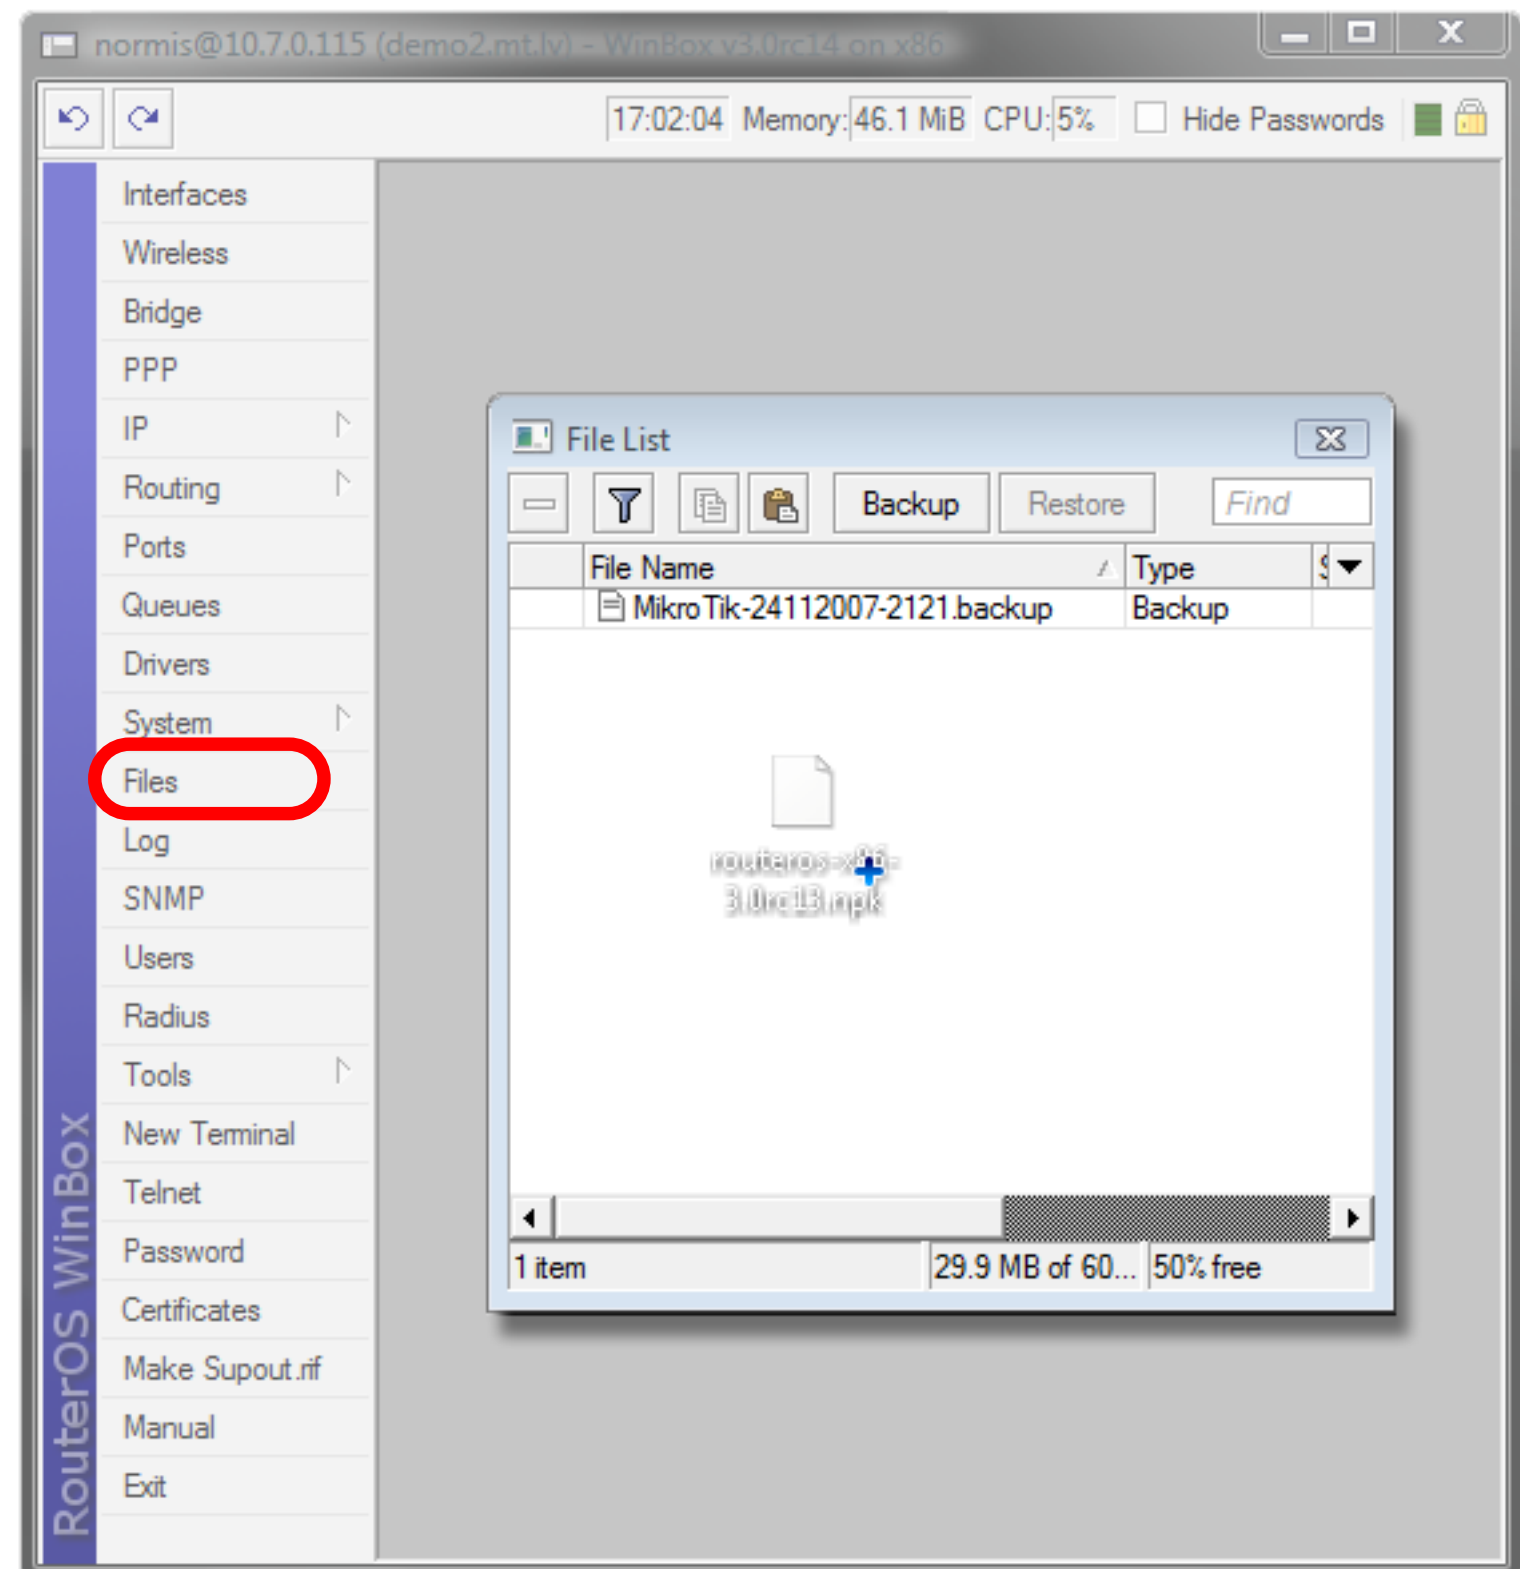 normis@10.7.0.115 (demo2.mt.lv) - WinBox v3.0rc14 on x86
17:02:04 Memory: 46.1 MiB CPU: 5% Hide Passwords
Interfaces
Wireless
Bridge
PPP
IP
Routing
Ports
Queues
Drivers
System
Files
Log
SNMP
Users
Radius
Tools
New Terminal
Telnet
Password
Certificates
Make Supout.rif
Manual
Exit
RouterOS WinBox
File List
Backup Restore Find
File Name Type
MikroTik-24112007-2121.backup Backup
routeros-x86-
3.0rc13.npk
1 item 29.9 MB of 60... 50% free